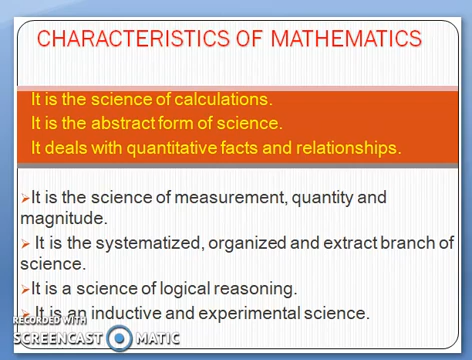 CHARACTERISTICS OF MATHEMATICS
It is the science of calculations.
It is the abstract form of science.
It deals with quantitative facts and relationships.
➢It is the science of measurement, quantity and
magnitude.
➢ It is the systematized, organized and extract branch of
science.
➢It is a science of logical reasoning.
➢It is an inductive and experimental science.
RECORDED WITH
SCREENCAST MATIC